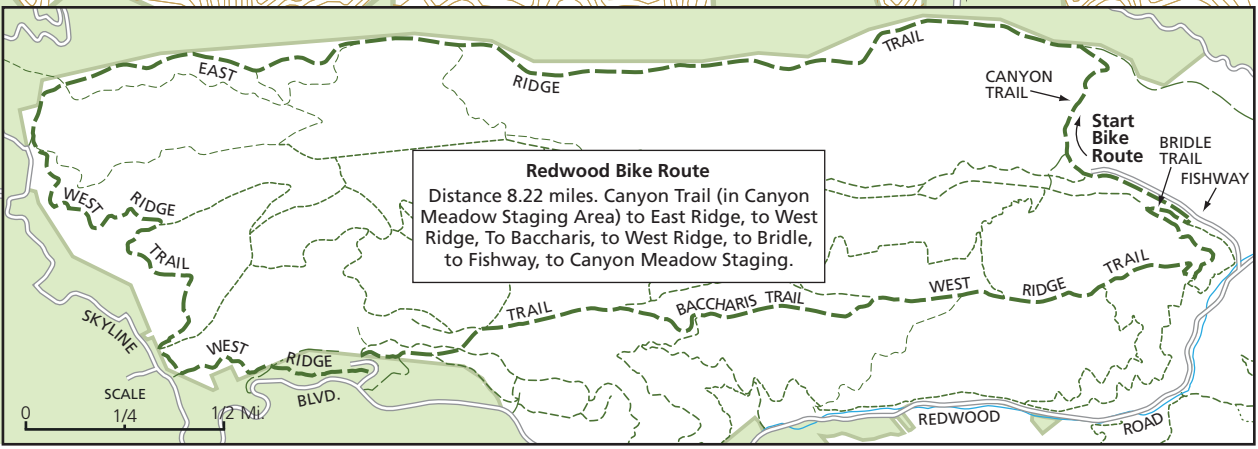 TRAIL
EAST
RIDGE
CANYON
TRAIL
Start
Bike
Route
BRIDLE
TRAIL
FISHWAY
Redwood Bike Route
Distance 8.22 miles. Canyon Trail (in Canyon
Meadow Staging Area) to East Ridge, to West
Ridge, To Baccharis, to West Ridge, to Bridle,
to Fishway, to Canyon Meadow Staging.
WEST
RIDGE
TRAIL
TRAIL
RIDGE
WEST
BACCHARIS TRAIL
TRAIL
SKYLINE
WEST
RIDGE
BLVD.
SCALE
0 1/4 1/2 Mi.
REDWOOD
ROAD